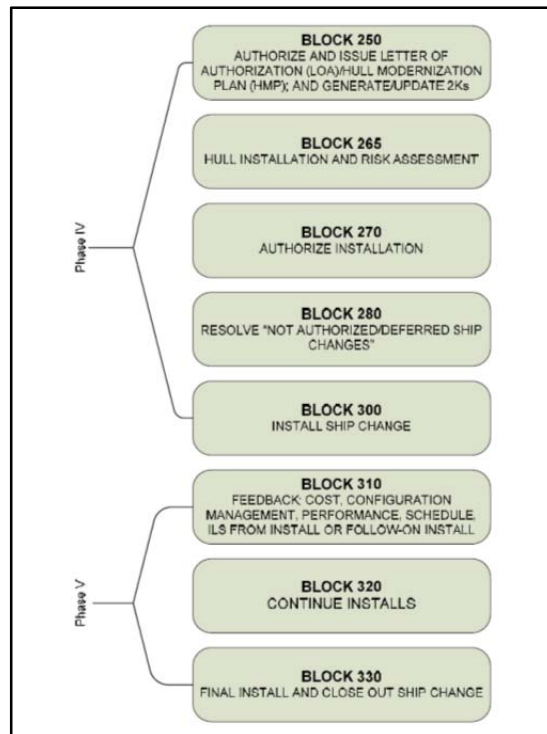 BLOCK 250
AUTHORIZE AND ISSUE LETTER OF
AUTHORIZATION (LOA)/HULL MODERNIZATION
PLAN (HMP); AND GENERATE/UPDATE 2Ks
BLOCK 265
HULL INSTALLATION AND RISK ASSESSMENT
Phase IV
BLOCK 270
AUTHORIZE INSTALLATION
BLOCK 280
RESOLVE "NOT AUTHORIZED/DEFERRED SHIP
CHANGES"
BLOCK 300
INSTALL SHIP CHANGE
BLOCK 310
FEEDBACK: COST, CONFIGURATION
MANAGEMENT, PERFORMANCE, SCHEDULE,
ILS FROM INSTALL OR FOLLOW-ON INSTALL
Phase V
BLOCK 320
CONTINUE INSTALLS
BLOCK 330
FINAL INSTALL AND CLOSE OUT SHIP CHANGE